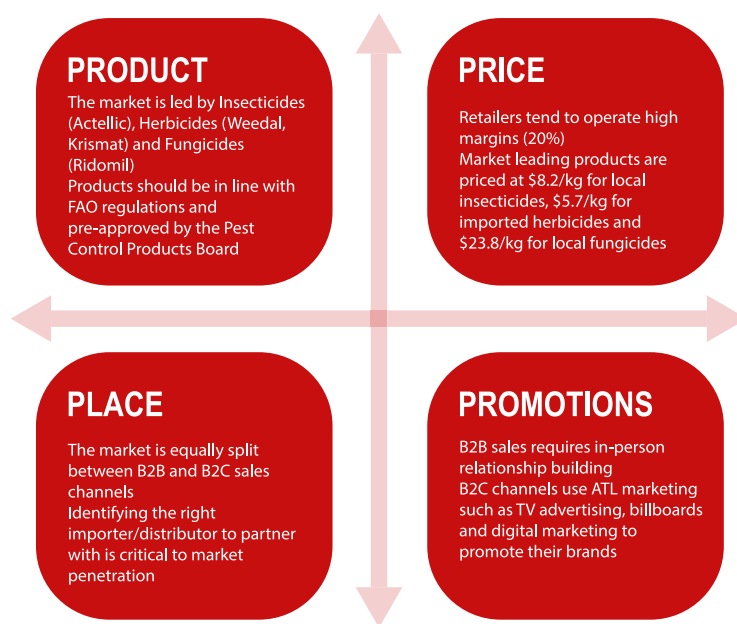 PRODUCT
The market is led by Insecticides
(Actellic), Herbicides (Weedal,
Krismat) and Fungicides
(Ridomil)
Products should be in line with
FAO regulations and
pre-approved by the Pest
Control Products Board
PRICE
Retailers tend to operate high
margins (20%)
Market leading products are
priced at $8.2/kg for local
insecticides, $5.7/kg for
imported herbicides and
$23.8/kg for local fungicides
PLACE
The market is equally split
between B2B and B2C sales
channels
Identifying the right
importer/distributor to partner
with is critical to market
penetration
PROMOTIONS
B2B sales requires in-person
relationship building
B2C channels use ATL marketing
such as TV advertising, billboards
and digital marketing to
promote their brands